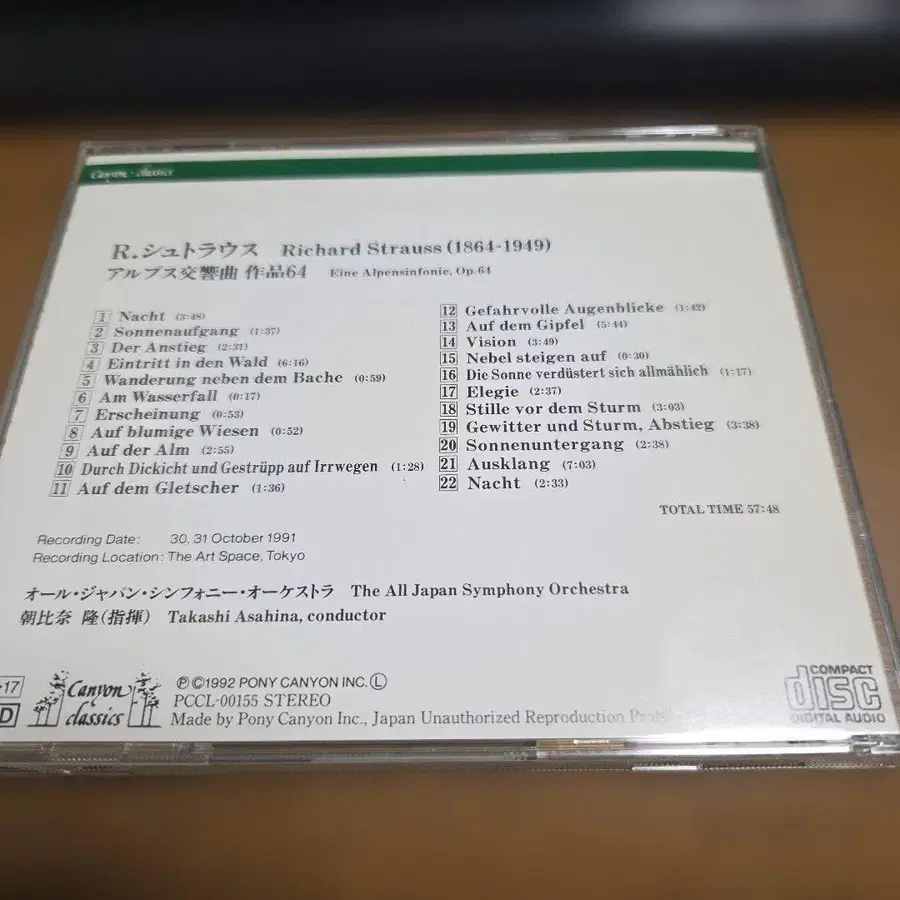 Canyon classics
R.シュトラウス Richard Strauss (1864-1949)
アルプス交響曲 作品64 Eine Alpensinfonie, Op.64
1 Nacht (3:48)
2 Sonnenaufgang (1:37)
3 Der Anstieg (2:31)
4 Eintritt in den Wald (6:16)
5 Wanderung neben dem Bache (0:59)
6 Am Wasserfall (0:17)
7 Erscheinung (0:53)
8 Auf blumige Wiesen (0:52)
9 Auf der Alm (2:55)
10 Durch Dickicht und Gestrüpp auf Irrwegen (1:28)
11 Auf dem Gletscher (1:36)
12 Gefahrvolle Augenblicke (1:42)
13 Auf dem Gipfel (5:44)
14 Vision (3:49)
15 Nebel steigen auf (0:30)
16 Die Sonne verdüstert sich allmählich (1:17)
17 Elegie (2:37)
18 Stille vor dem Sturm (3:03)
19 Gewitter und Sturm, Abstieg (3:38)
20 Sonnenuntergang (2:38)
21 Ausklang (7:03)
22 Nacht (2:33)
TOTAL TIME 57:48
Recording Date: 30, 31 October 1991
Recording Location: The Art Space, Tokyo
オール・ジャパン・シンフォニー・オーケストラ The All Japan Symphony Orchestra
朝比奈 隆(指揮) Takashi Asahina, conductor
17
D
Canyon
classics
ⓅⒸ1992 PONY CANYON INC. Ⓛ
PCCL-00155 STEREO
Made by Pony Canyon Inc., Japan Unauthorized Reproduction
COMPACT
disc
DIGITAL AUDIO